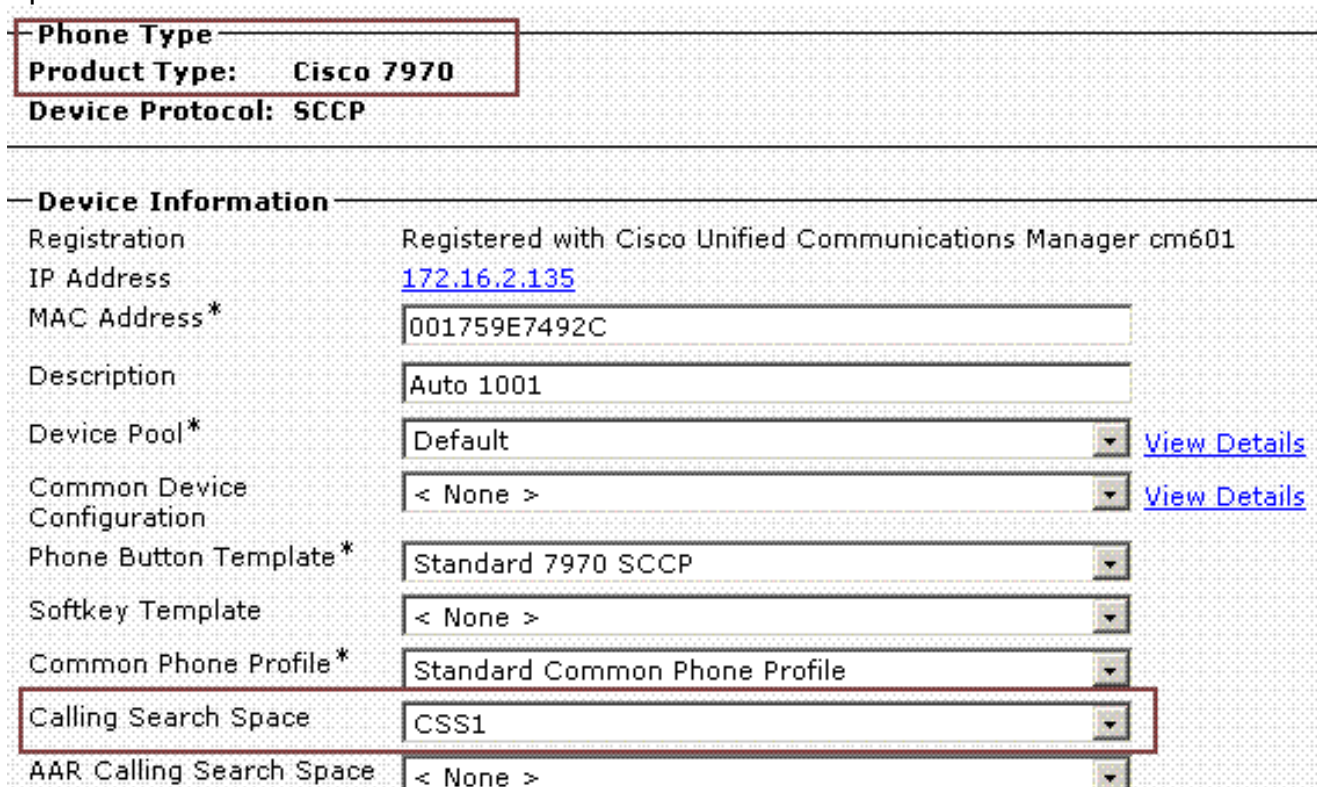 Phone Type
Product Type: Cisco 7970
Device Protocol: SCCP
Device Information
Registration Registered with Cisco Unified Communications Manager cm601
IP Address 172.16.2.135
MAC Address* 001759E7492C
Description Auto 1001
Device Pool* Default View Details
Common Device Configuration < None > View Details
Phone Button Template* Standard 7970 SCCP
Softkey Template < None >
Common Phone Profile* Standard Common Phone Profile
Calling Search Space CSS1
AAR Calling Search Space < None >